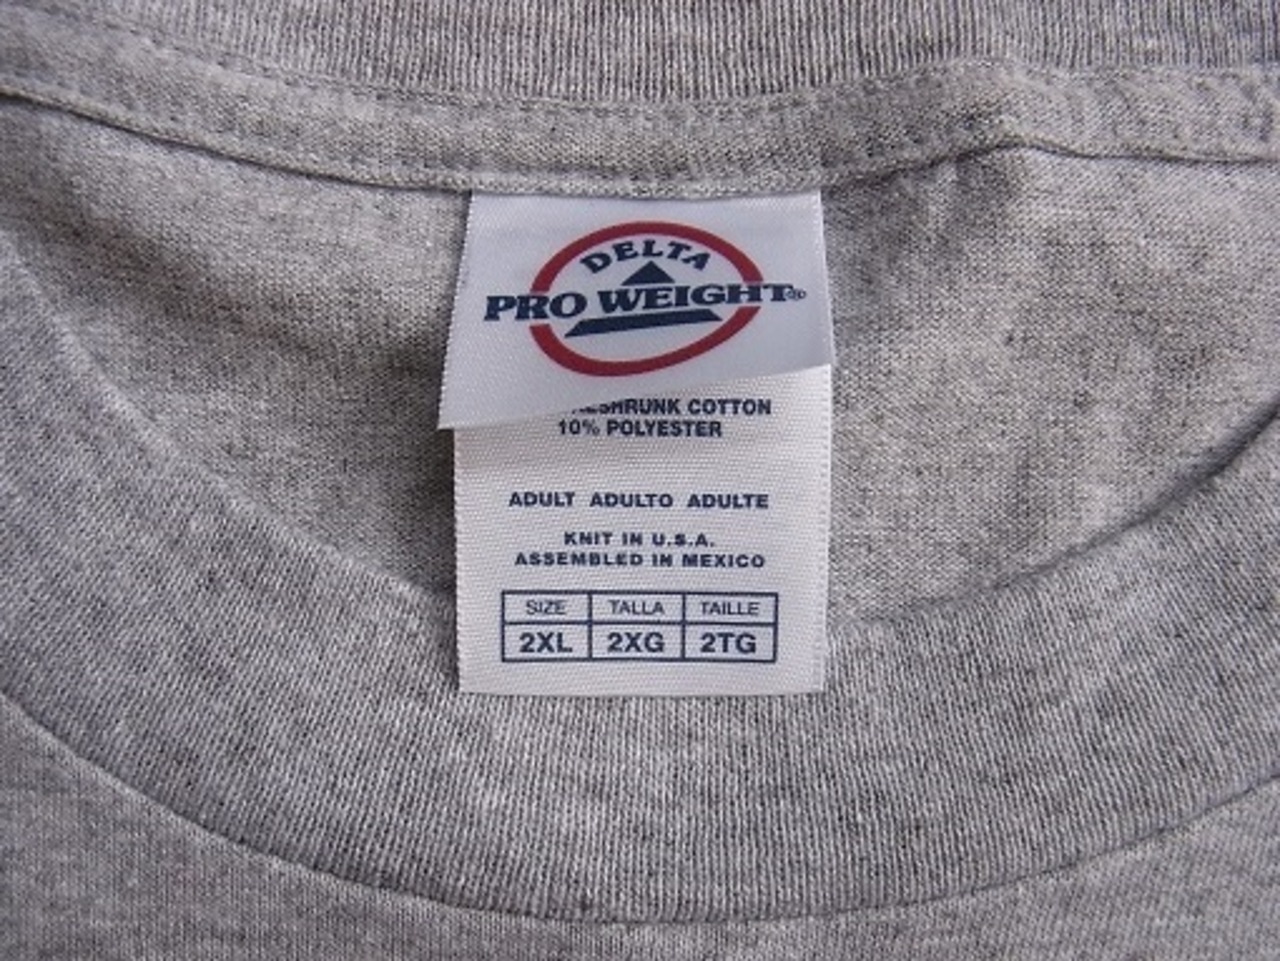 DELTA
PRO WEIGHT®
COTTON
10% POLYESTER
ADULT ADULTO ADULTE
KNIT IN U.S.A.
ASSEMBLED IN MEXICO
SIZE TALLA TAILLE
2XL 2XG 2TG